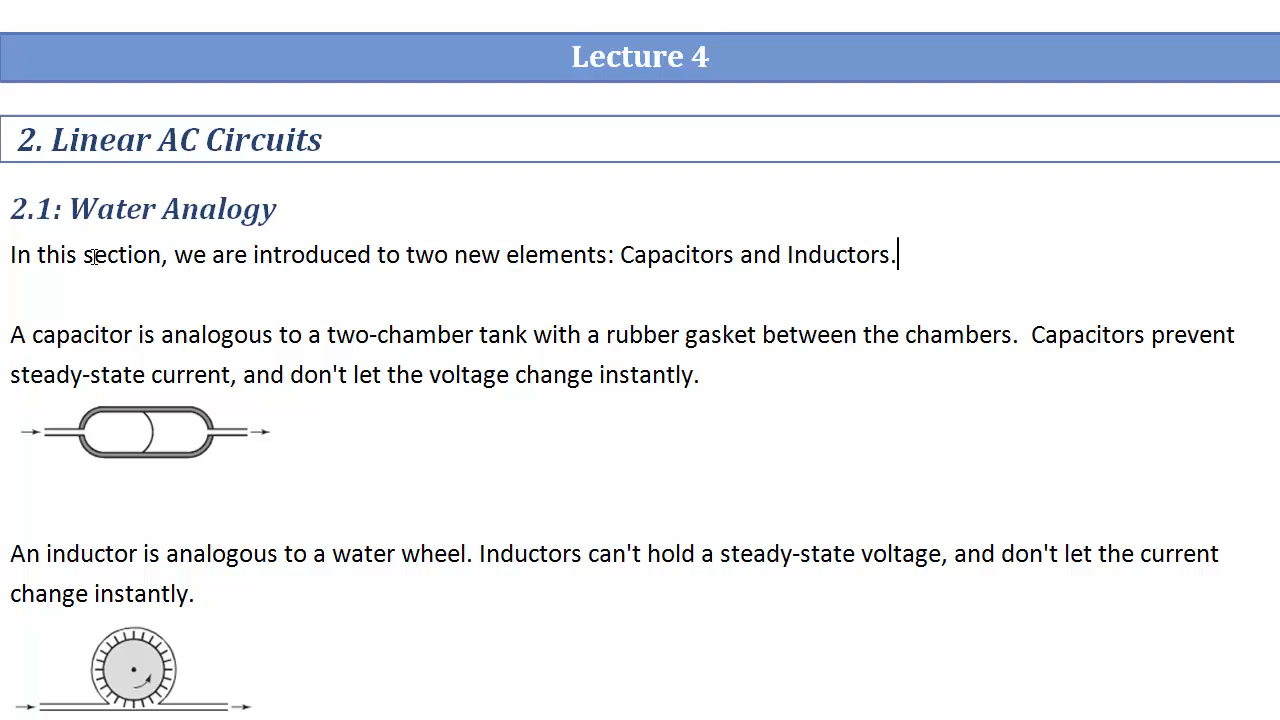 Lecture 4
2. Linear AC Circuits
2.1: Water Analogy
In this section, we are introduced to two new elements: Capacitors and Inductors.
A capacitor is analogous to a two-chamber tank with a rubber gasket between the chambers.  Capacitors prevent
steady-state current, and don't let the voltage change instantly.
An inductor is analogous to a water wheel. Inductors can't hold a steady-state voltage, and don't let the current
change instantly.